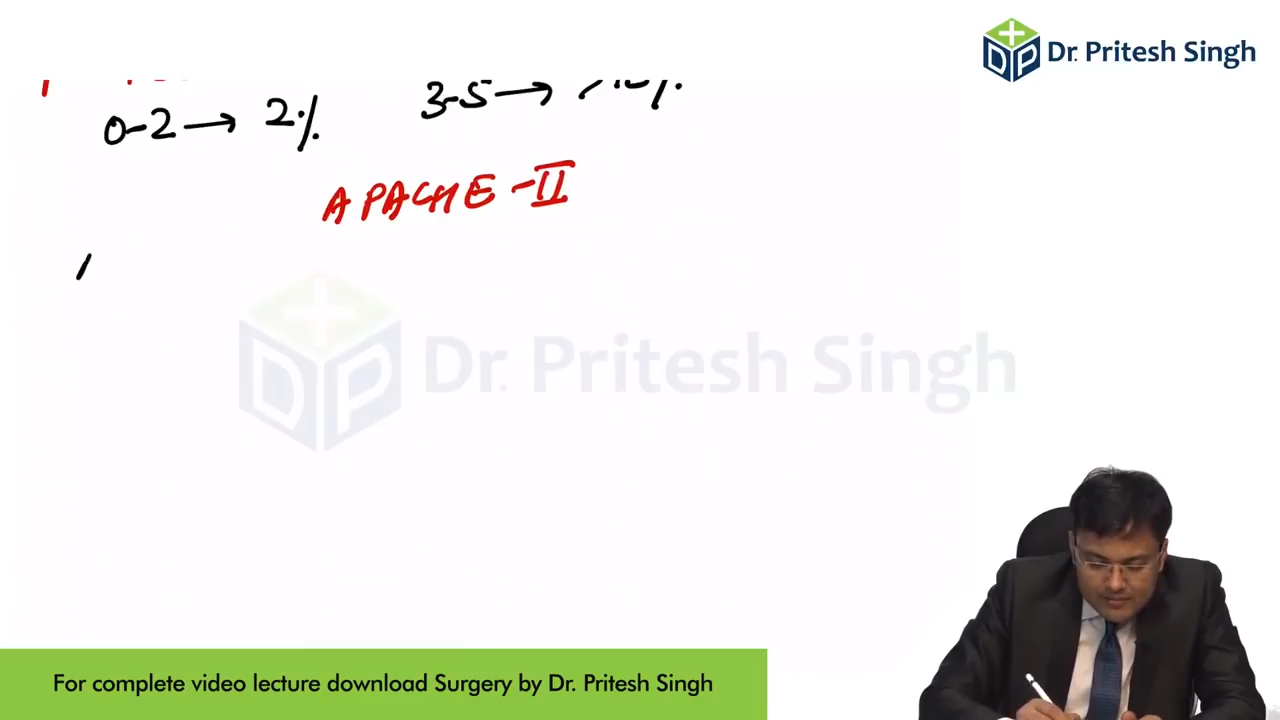 Dr. Pritesh Singh
0-2 → 2% 3-5 →
APACHE-II
DP Dr. Pritesh Singh
For complete video lecture download Surgery by Dr. Pritesh Singh